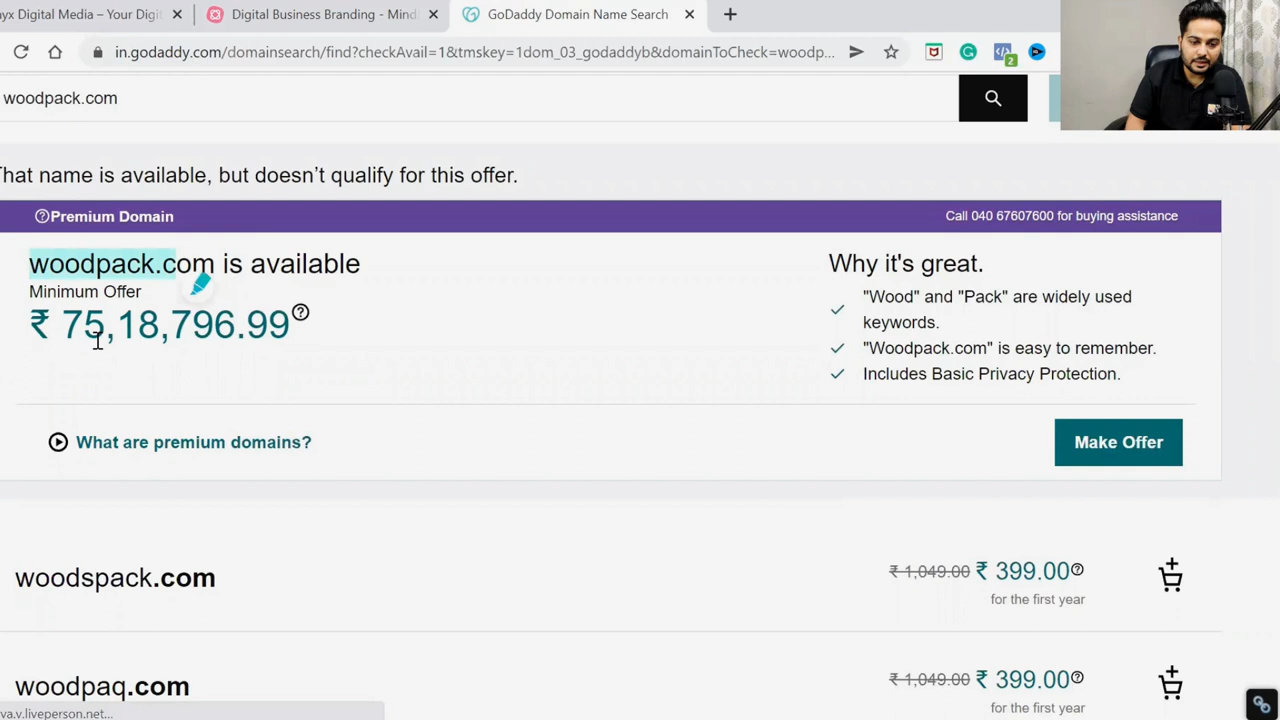 yx Digital Media – Your Digit
Digital Business Branding - Mind
GoDaddy Domain Name Search
in.godaddy.com/domainsearch/find?checkAvail=1&tmskey=1dom_03_godaddyb&domainToCheck=woodp...
2
woodpack.com
That name is available, but doesn’t qualify for this offer.
Premium Domain
Call 040 67607600 for buying assistance
woodpack.com is available
Minimum Offer
₹ 75,18,796.99
Why it's great.
"Wood" and "Pack" are widely used
keywords.
"Woodpack.com" is easy to remember.
Includes Basic Privacy Protection.
What are premium domains?
Make Offer
woodspack.com
₹ 1,049.00 ₹ 399.00
for the first year
woodpaq.com
₹ 1,049.00 ₹ 399.00
for the first year
va.v.liveperson.net...